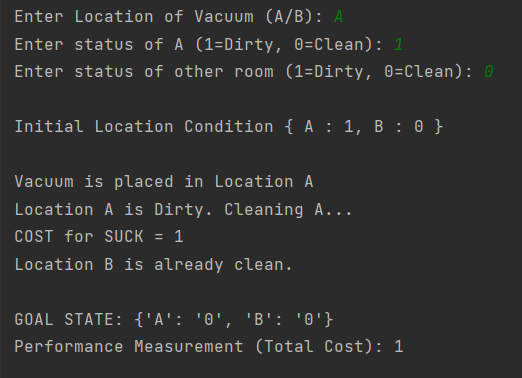 Enter Location of Vacuum (A/B): A
Enter status of A (1=Dirty, 0=Clean): 1
Enter status of other room (1=Dirty, 0=Clean): 0
Initial Location Condition { A : 1, B : 0 }
Vacuum is placed in Location A
Location A is Dirty. Cleaning A...
COST for SUCK = 1
Location B is already clean.
GOAL STATE: {'A': '0', 'B': '0'}
Performance Measurement (Total Cost): 1